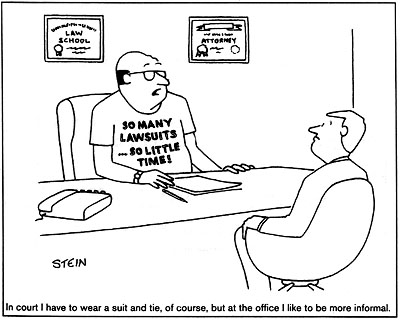 LAW
SCHOOL
ATTORNEY
SO MANY
LAWSUITS
...SO LITTLE
TIME!
STEIN
In court I have to wear a suit and tie, of course, but at the office I like to be more informal.